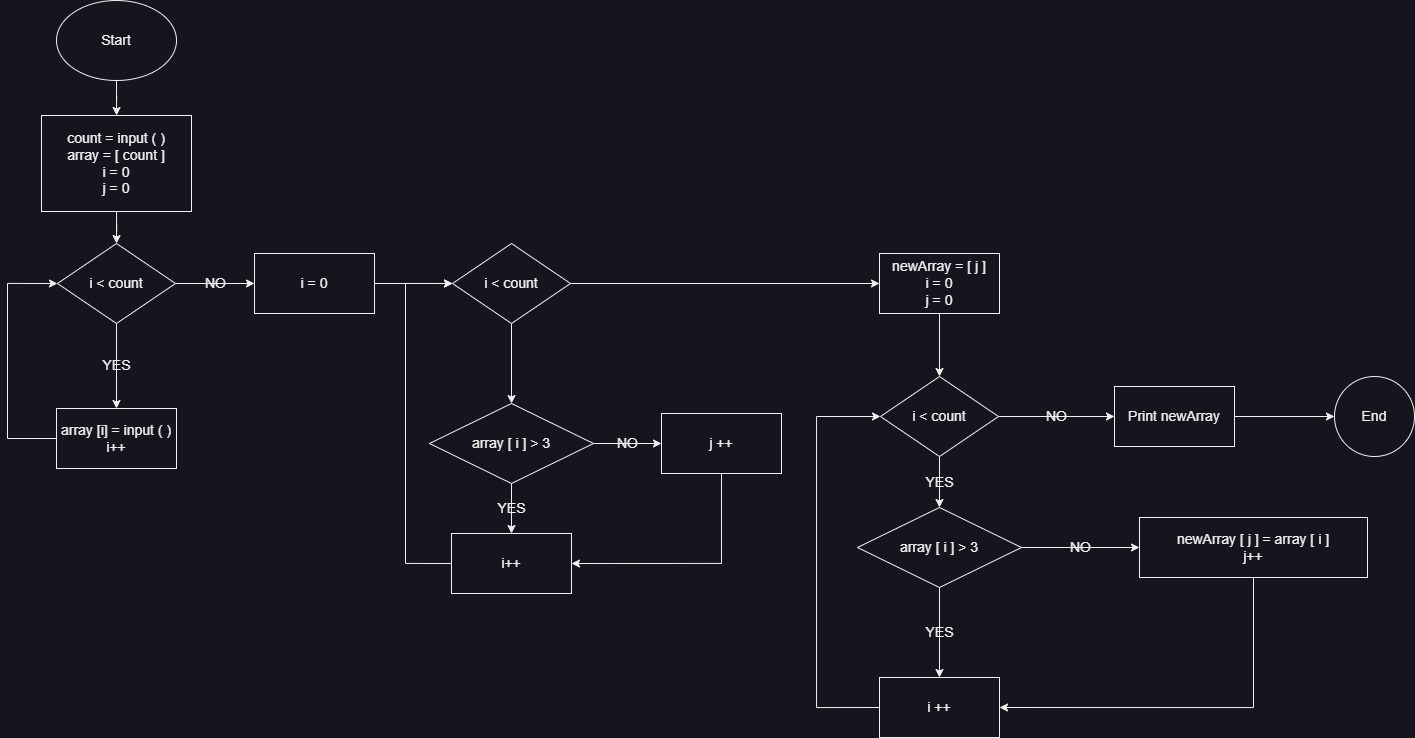 Start
count = input ( )
array = [ count ]
i = 0
j = 0
i < count
NO
YES
array [i] = input ( )
i++
i = 0
i < count
array [ i ] > 3
NO
j ++
YES
i++
newArray = [ j ]
i = 0
j = 0
i < count
NO
Print newArray
End
YES
array [ i ] > 3
NO
newArray [ j ] = array [ i ]
j++
YES
i ++